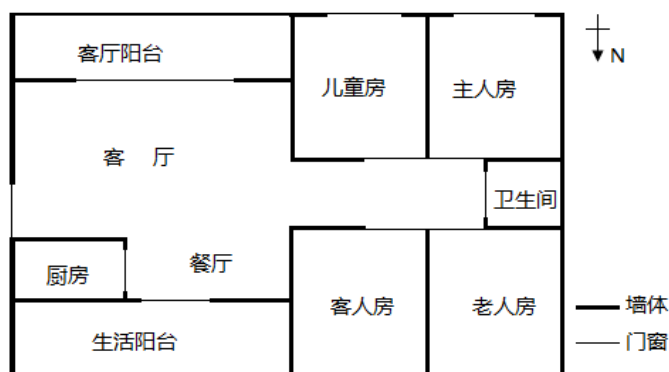 客厅阳台
儿童房
主人房
N
客 厅
卫生间
餐厅
厨房
客人房
老人房
生活阳台
墙体
门窗